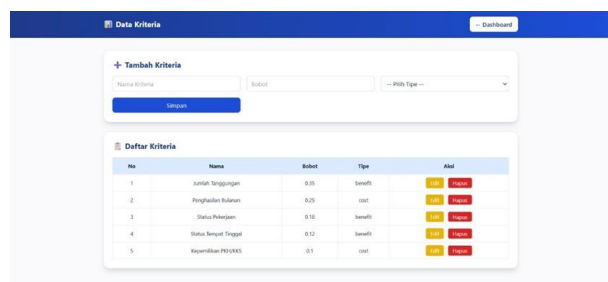 Data Kriteria
← Dashboard
Tambah Kriteria
Nama Kriteria
Bobot
-- Pilih Tipe --
Simpan
Daftar Kriteria
No Nama Bobot Tipe Aksi
1 Jumlah Tanggungan 0.35 benefit Edit Hapus
2 Penghasilan Bulanan 0.25 cost Edit Hapus
3 Status Pekerjaan 0.18 benefit Edit Hapus
4 Status Tempat Tinggal 0.12 benefit Edit Hapus
5 Kepemilikan PKH/KKS 0.1 cost Edit Hapus